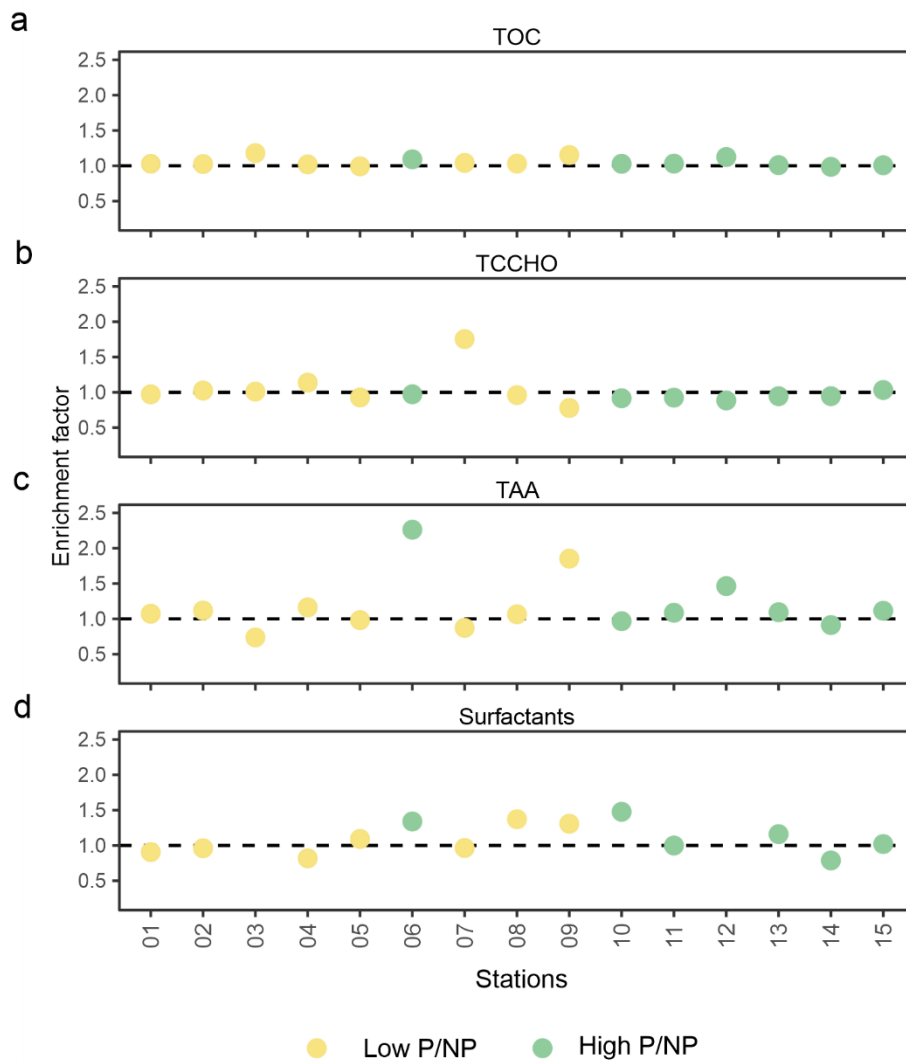 a
TOC
2.5
2.0
1.5
1.0
0.5
b
TCCHO
2.5
2.0
1.5
1.0
0.5
Enrichment factor
c
TAA
2.5
2.0
1.5
1.0
0.5
d
Surfactants
2.5
2.0
1.5
1.0
0.5
01 02 03 04 05 06 07 08 09 10 11 12 13 14 15
Stations
Low P/NP High P/NP